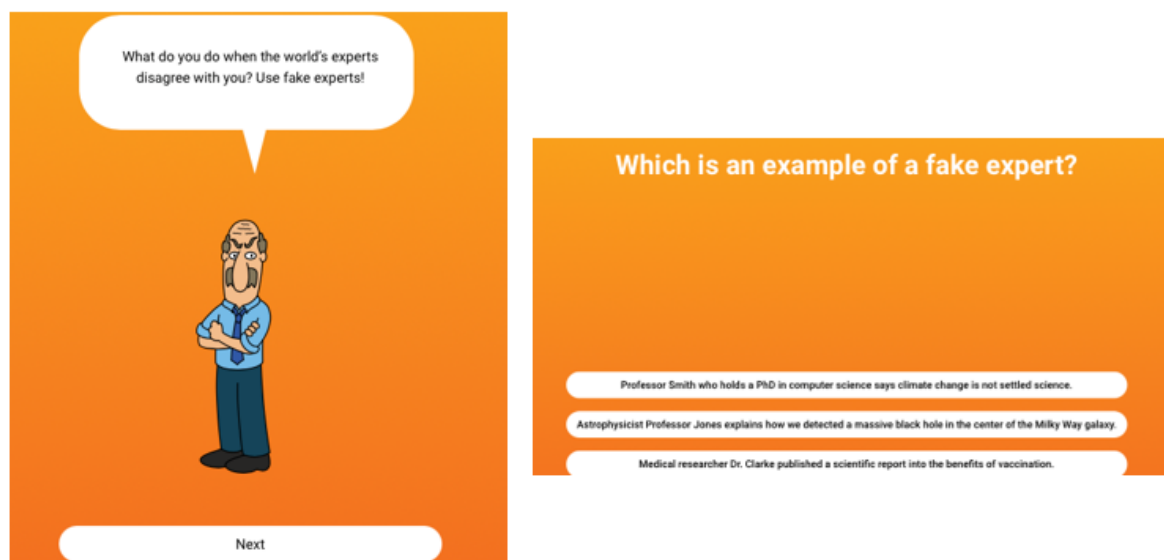 What do you do when the world's experts
disagree with you? Use fake experts!
Next
Which is an example of a fake expert?
Professor Smith who holds a PhD in computer science says climate change is not settled science.
Astrophysicist Professor Jones explains how we detected a massive black hole in the center of the Milky Way galaxy.
Medical researcher Dr. Clarke published a scientific report into the benefits of vaccination.